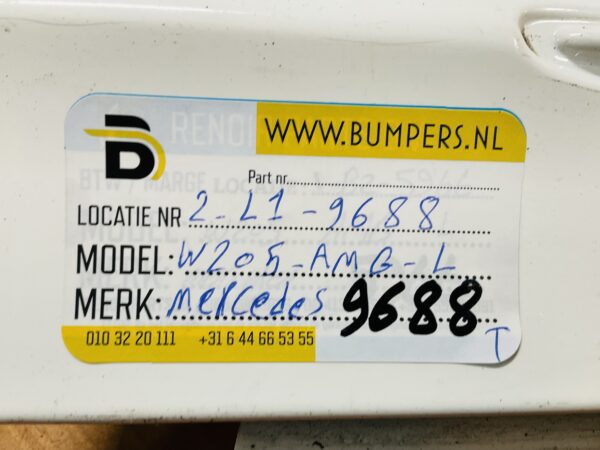 D
WWW.BUMPERS.NL
Part nr.
LOCATIE NR 2-L1-9688
MODEL: W205-AMG-L
MERK: Mercedes 9688
010 32 20 111 +31 6 44 66 53 55 T